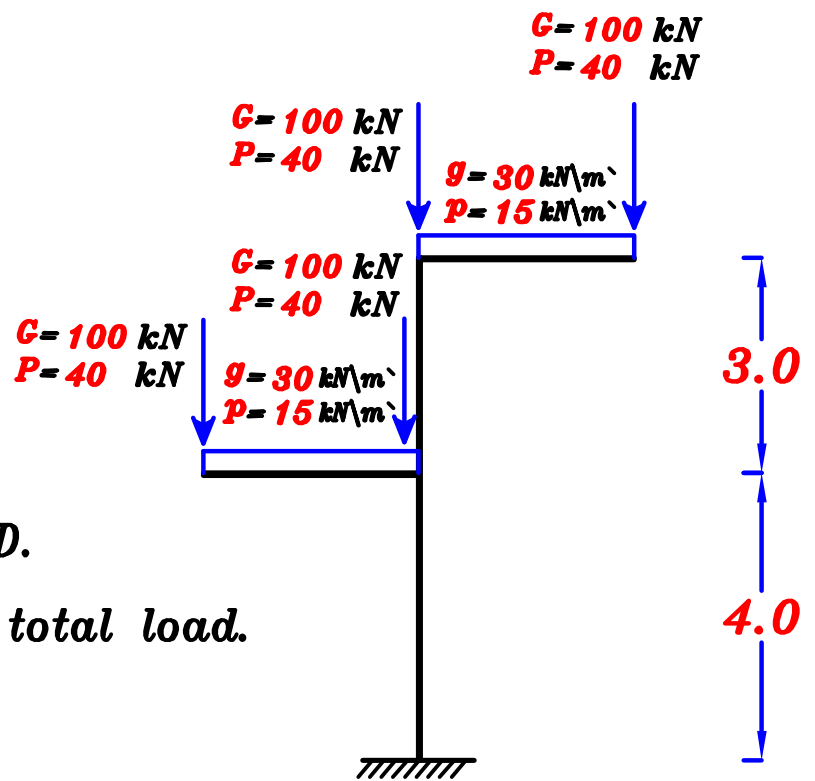 G= 100 kN
P= 40 kN
G= 100 kN
P= 40 kN
g= 30 kN\m`
p= 15 kN\m`
G= 100 kN
P= 40 kN
G= 100 kN
P= 40 kN
g= 30 kN\m`
p= 15 kN\m`
3.0
D.
4.0
total load.